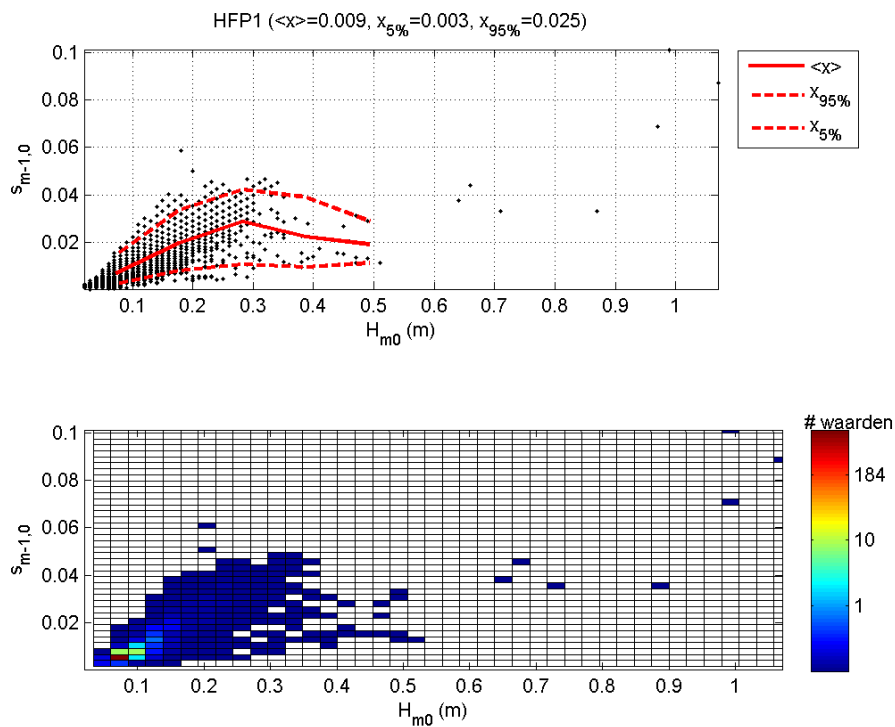 HFP1 (<x>=0.009, x5%=0.003, x95%=0.025)
0.1
0.08
0.06
0.04
0.02
sm-1,0
0.1 0.2 0.3 0.4 0.5 0.6 0.7 0.8 0.9 1
Hm0 (m)
<x>
x95%
x5%
0.1
0.08
0.06
0.04
0.02
sm-1,0
0.1 0.2 0.3 0.4 0.5 0.6 0.7 0.8 0.9 1
Hm0 (m)
# waarden
184
10
1